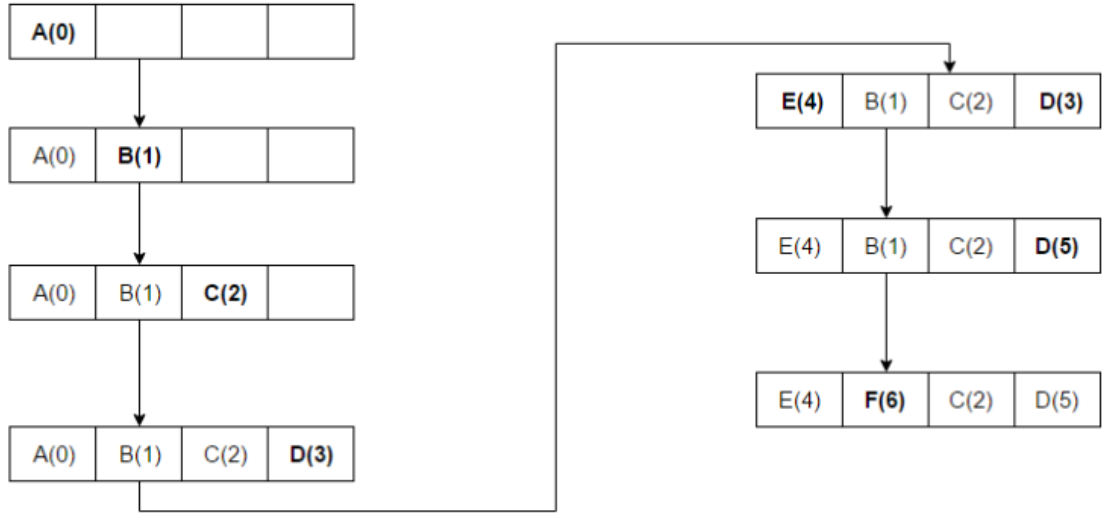 A(0)
A(0) B(1)
A(0) B(1) C(2)
A(0) B(1) C(2) D(3)
E(4) B(1) C(2) D(3)
E(4) B(1) C(2) D(5)
E(4) F(6) C(2) D(5)